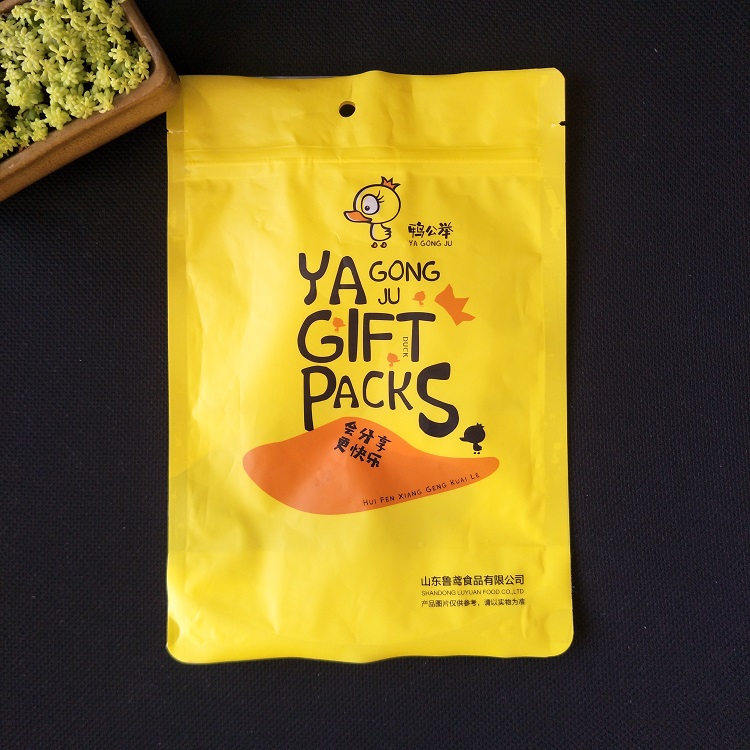 鸭公举
YA GONG JU
YA GONG
JU
GIFT
DUCK
PACKS
会分享
更快乐
HUI FEN XIANG GENG KUAI LE
山东鲁鸢食品有限公司
SHANDONG LUYUAN FOOD CO.,LTD.
产品图片仅供参考，请以实物为准